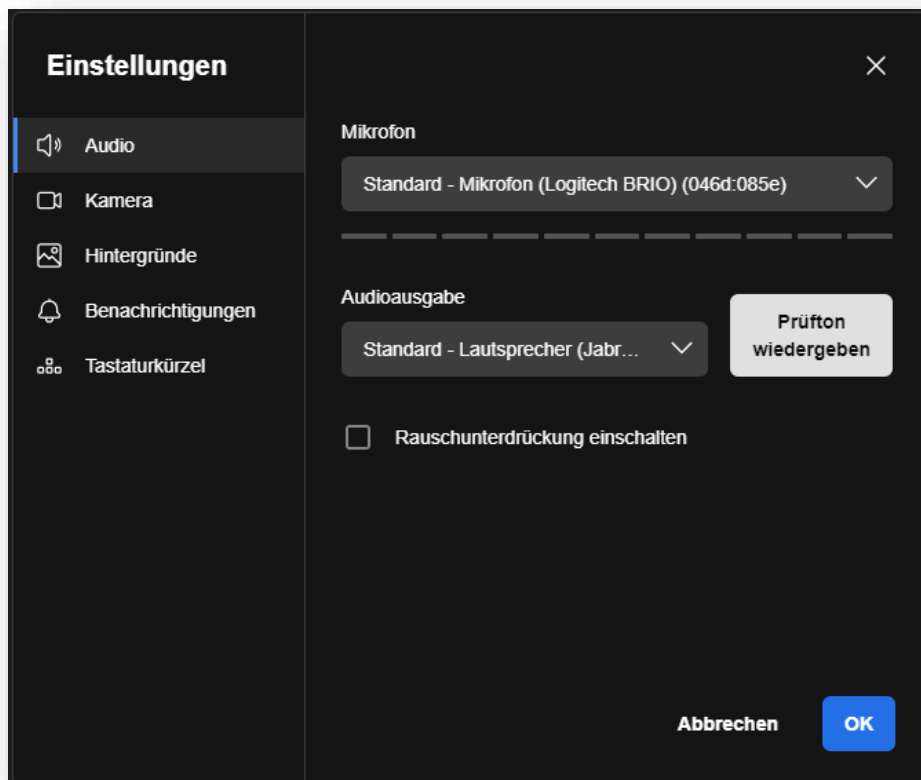 Einstellungen
Audio
Kamera
Hintergründe
Benachrichtigungen
Tastaturkürzel
Mikrofon
Standard - Mikrofon (Logitech BRIO) (046d:085e)
Audioausgabe
Standard - Lautsprecher (Jabr...
Prüfton
wiedergeben
Rauschunterdrückung einschalten
Abbrechen
OK